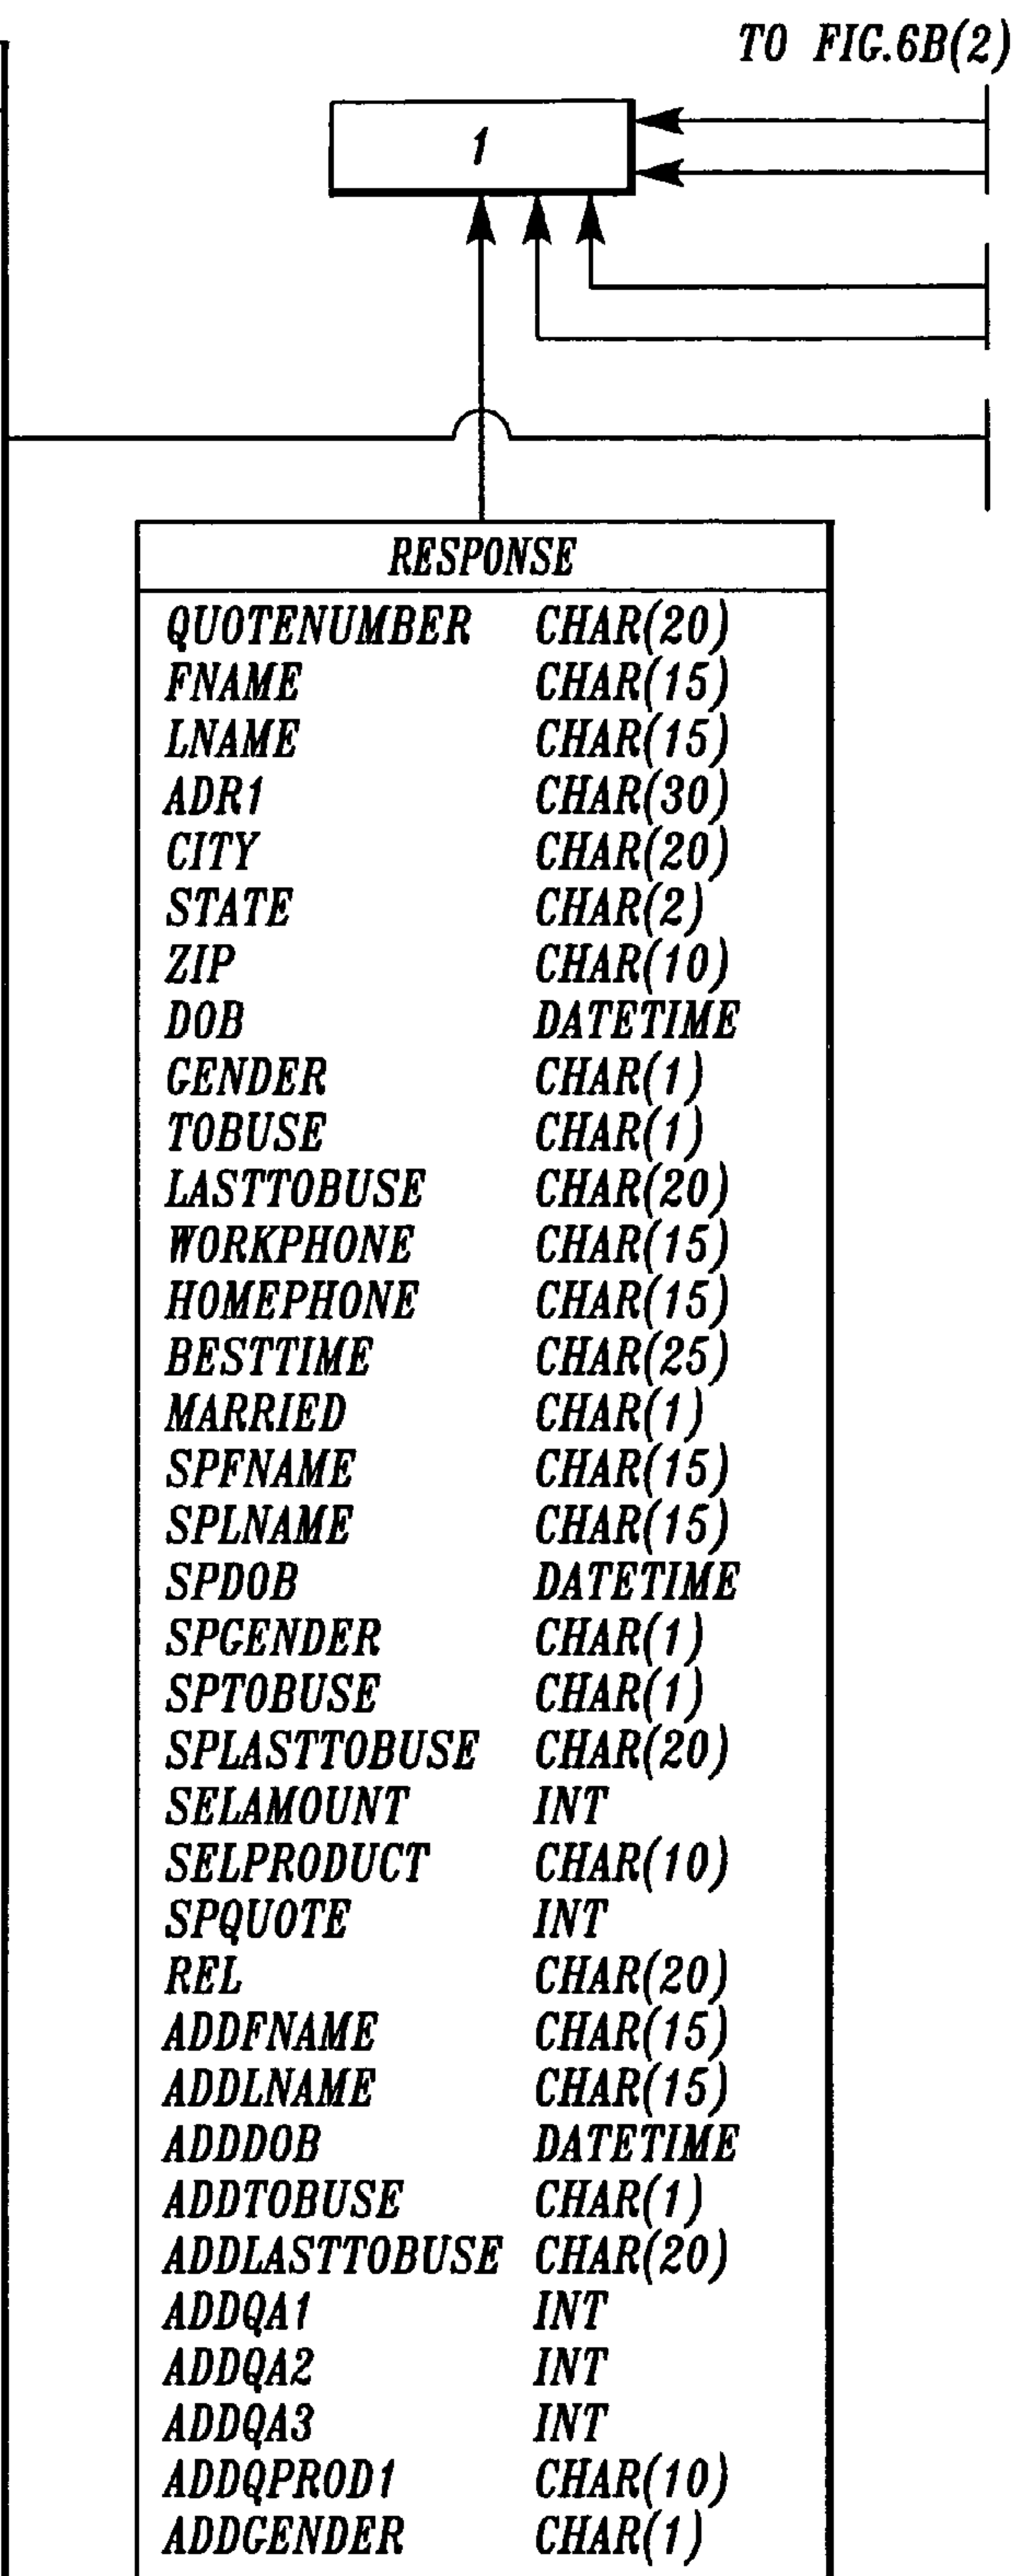 TO FIG.6B(2)
1
RESPONSE
QUOTENUMBER CHAR(20)
FNAME CHAR(15)
LNAME CHAR(15)
ADR1 CHAR(30)
CITY CHAR(20)
STATE CHAR(2)
ZIP CHAR(10)
DOB DATETIME
GENDER CHAR(1)
TOBUSE CHAR(1)
LASTTOBUSE CHAR(20)
WORKPHONE CHAR(15)
HOMEPHONE CHAR(15)
BESTTIME CHAR(25)
MARRIED CHAR(1)
SPFNAME CHAR(15)
SPLNAME CHAR(15)
SPDOB DATETIME
SPGENDER CHAR(1)
SPTOBUSE CHAR(1)
SPLASTTOBUSE CHAR(20)
SELAMOUNT INT
SELPRODUCT CHAR(10)
SPQUOTE INT
REL CHAR(20)
ADDFNAME CHAR(15)
ADDLNAME CHAR(15)
ADDDOB DATETIME
ADDTOBUSE CHAR(1)
ADDLASTTOBUSE CHAR(20)
ADDQA1 INT
ADDQA2 INT
ADDQA3 INT
ADDQPROD1 CHAR(10)
ADDGENDER CHAR(1)